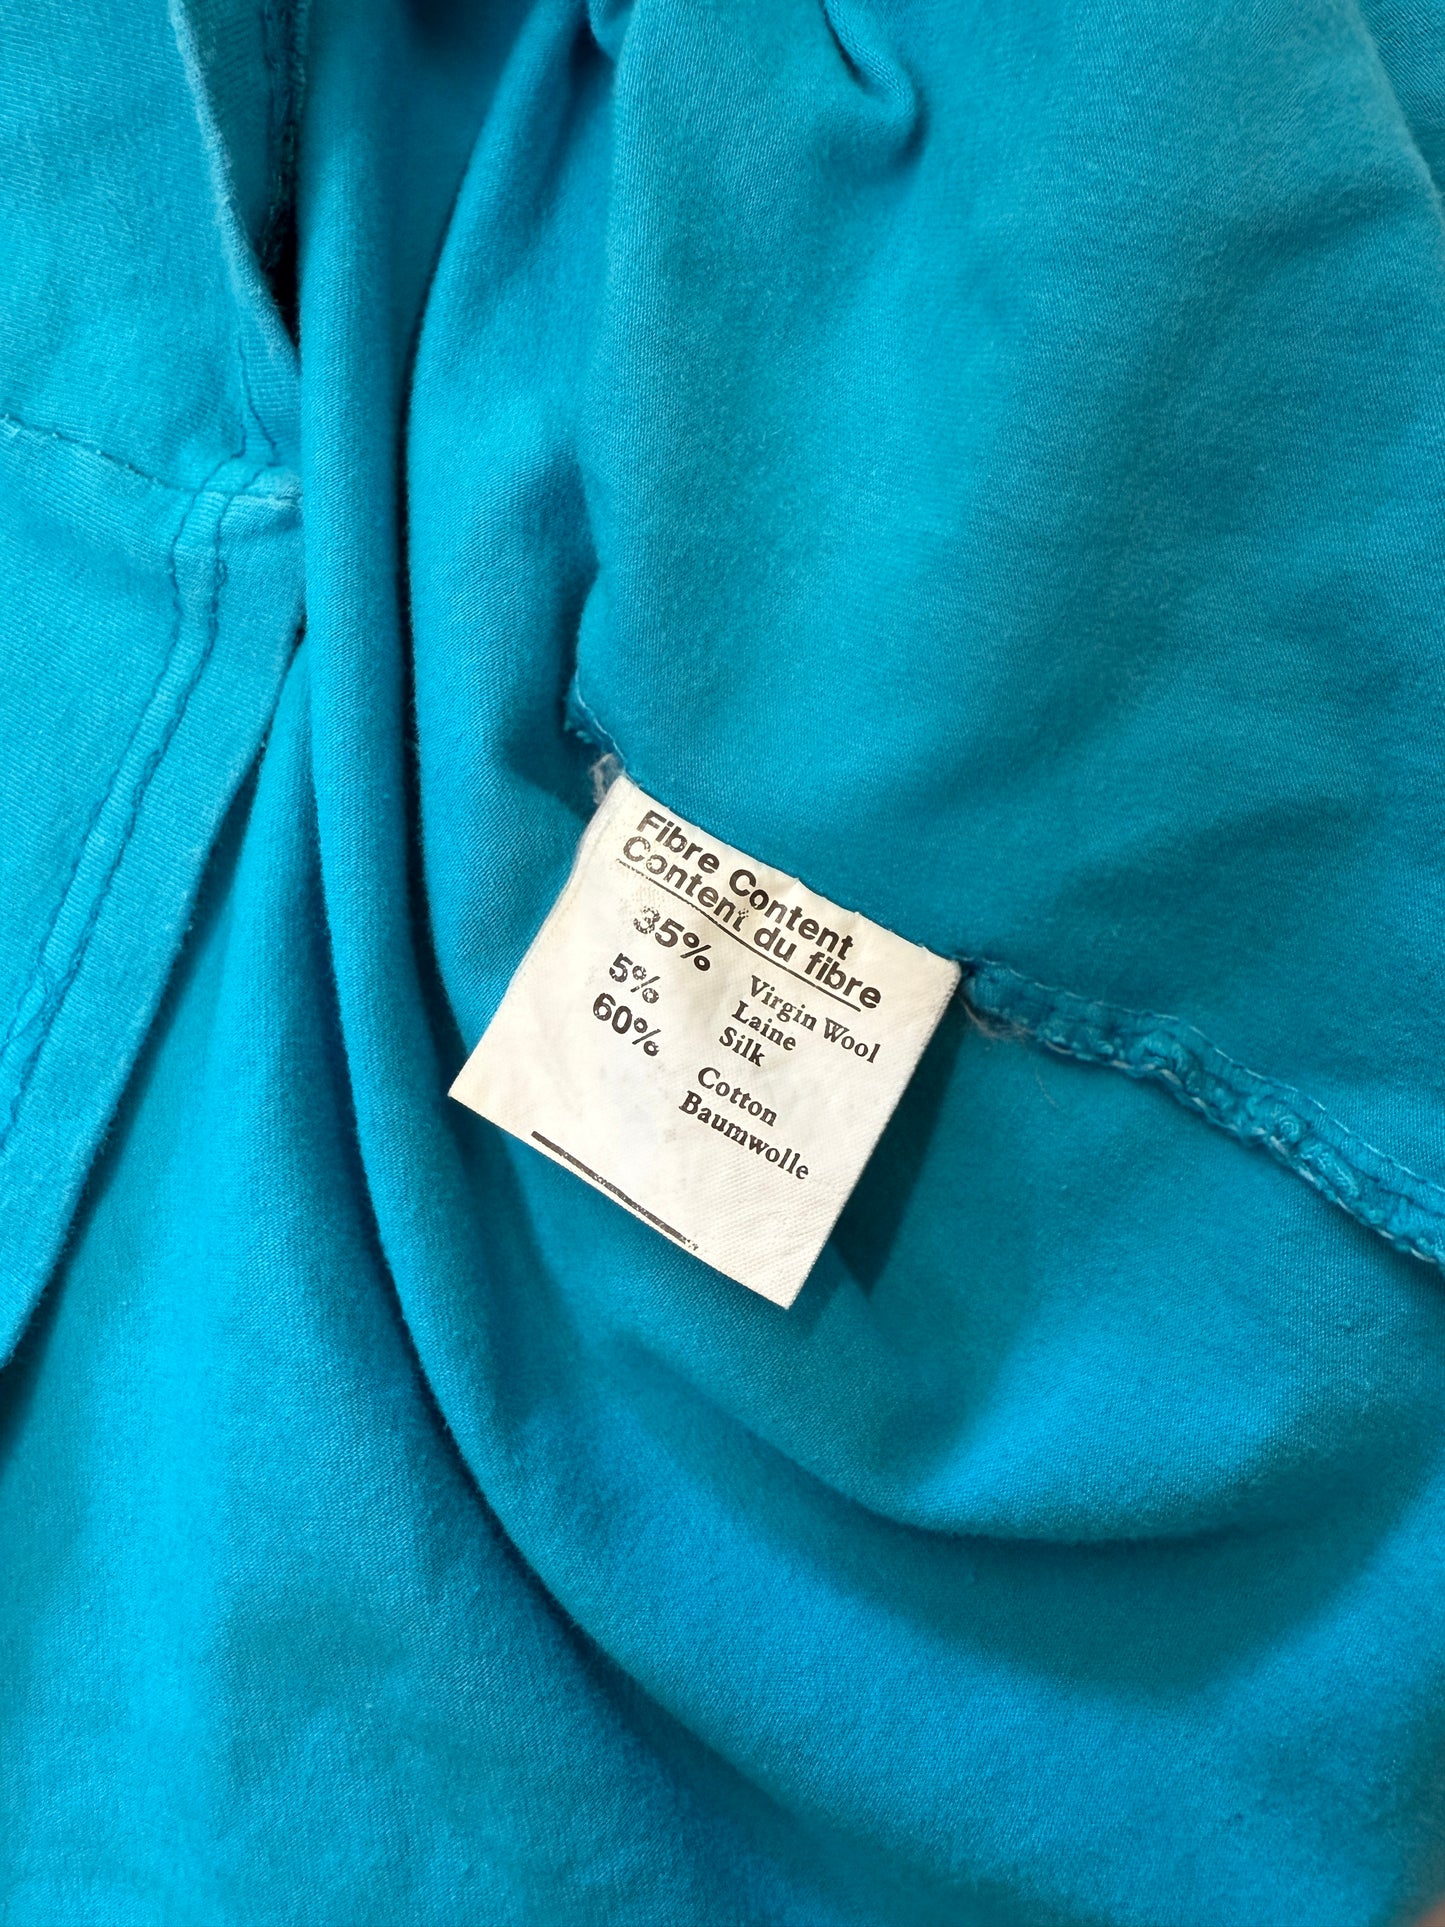 Fibre Content
Content du fibre
35% Virgin Wool
Laine
5% Silk
60% Cotton
Baumwolle